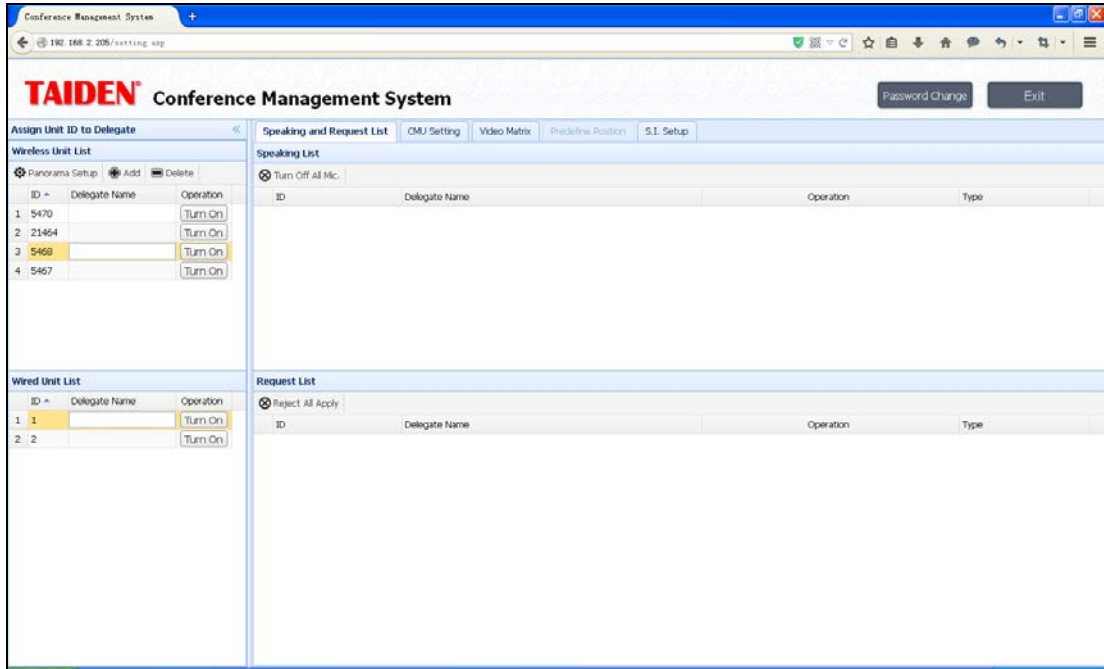 Conference Management System
192.168.2.205/setting.asp
TAIDEN® Conference Management System
Password Change
Exit
Assign Unit ID to Delegate
Speaking and Request List
CMU Setting
Video Matrix
Predefine Position
S.I. Setup
Wireless Unit List
Speaking List
Panorama Setup
Add
Delete
Turn Off All Mic.
ID Delegate Name Operation
ID Delegate Name Operation Type
1 5470 Turn On
2 21464 Turn On
3 5468 Turn On
4 5467 Turn On
Wired Unit List
Request List
Reject All Apply
ID Delegate Name Operation
1 1 Turn On
2 2 Turn On
ID Delegate Name Operation Type